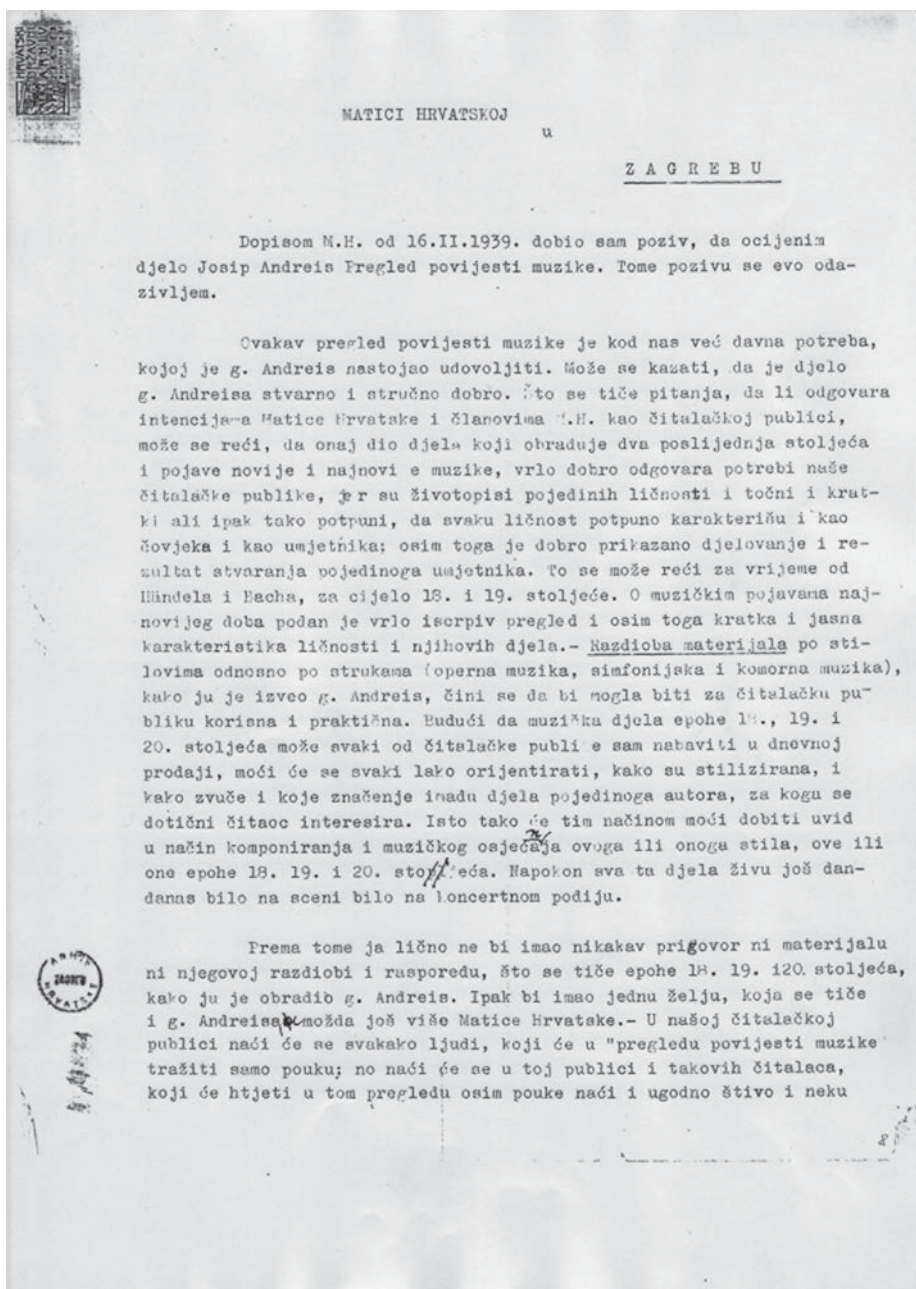 HRVATSKI
DRŽAVNI
ARHIV
MATICI HRVATSKOJ
u
ZAGREBU
Dopisom M.H. od 16.II.1939. dobio sam poziv, da ocijenim
djelo Josip Andreis Pregled povijesti muzike. Tome pozivu se evo oda-
zivljem.
Ovakav pregled povijesti muzike je kod nas već davna potreba,
kojoj je g. Andreis nastojao udovoljiti. Može se kazati, da je djelo
g. Andreisa stvarno i stručno dobro. Što se tiče pitanja, da li odgovara
intencijama Matice Hrvatske i članovima M.H. kao čitalačkoj publici,
može se reći, da onaj dio djela koji obrađuje dva poslijednja stoljeća
i pojave novije i najnovi e muzike, vrlo dobro odgovara potrebi naše
čitalačke publike, jer su životopisi pojedinih ličnosti i točni i krat-
ki ali ipak tako potpuni, da svaku ličnost potpuno karakterišu i kao
čovjeka i kao umjetnika; osim toga je dobro prikazano djelovanje i re-
zultat stvaranja pojedinoga umjetnika. To se može reći za vrijeme od
Händela i Bacha, za cijelo 18. i 19. stoljeće. O muzičkim pojavama naj-
novijeg doba podan je vrlo iscrpiv pregled i osim toga kratka i jasna
karakteristika ličnosti i njihovih djela.- Razdioba materijala po sti-
lovima odnosno po strukama (operna muzika, simfonijska i komorna muzika),
kako ju je izveo g. Andreis, čini se da bi mogla biti za čitalačku pu-
bliku korisna i praktična. Budući da muzička djela epohe 18., 19. i
20. stoljeća može svaki od čitalačke publi e sam nabaviti u dnevnoj
prodaji, moći će se svaki lako orijentirati, kako su stilizirana, i
kako zvuče i koje značenje imadu djela pojedinoga autora, za kogu se
dotični čitaoc interesira. Isto tako će tim načinom moći dobiti uvid
u način komponiranja i muzičkog osjećaja ovoga ili onoga stila, ove ili
one epohe 18. 19. i 20. stoljeća. Napokon sva ta djela živu još dan-
danas bilo na sceni bilo na koncertnom podiju.
Prema tome ja lično ne bi imao nikakav prigovor ni materijalu
ni njegovoj razdiobi i rasporedu, što se tiče epohe 18. 19. i20. stoljeća,
kako ju je obradio g. Andreis. Ipak bi imao jednu želju, koja se tiče
i g. Andreisa možda još više Matice Hrvatske.- U našoj čitalačkoj
publici naći će se svakako ljudi, koji će u "pregledu povijesti muzike"
tražiti samo pouku; no naći će se u toj publici i takovih čitalaca,
koji će htjeti u tom pregledu osim pouke naći i ugodno štivo i neku
ARHIV
ZAGREB
HRVATSKE